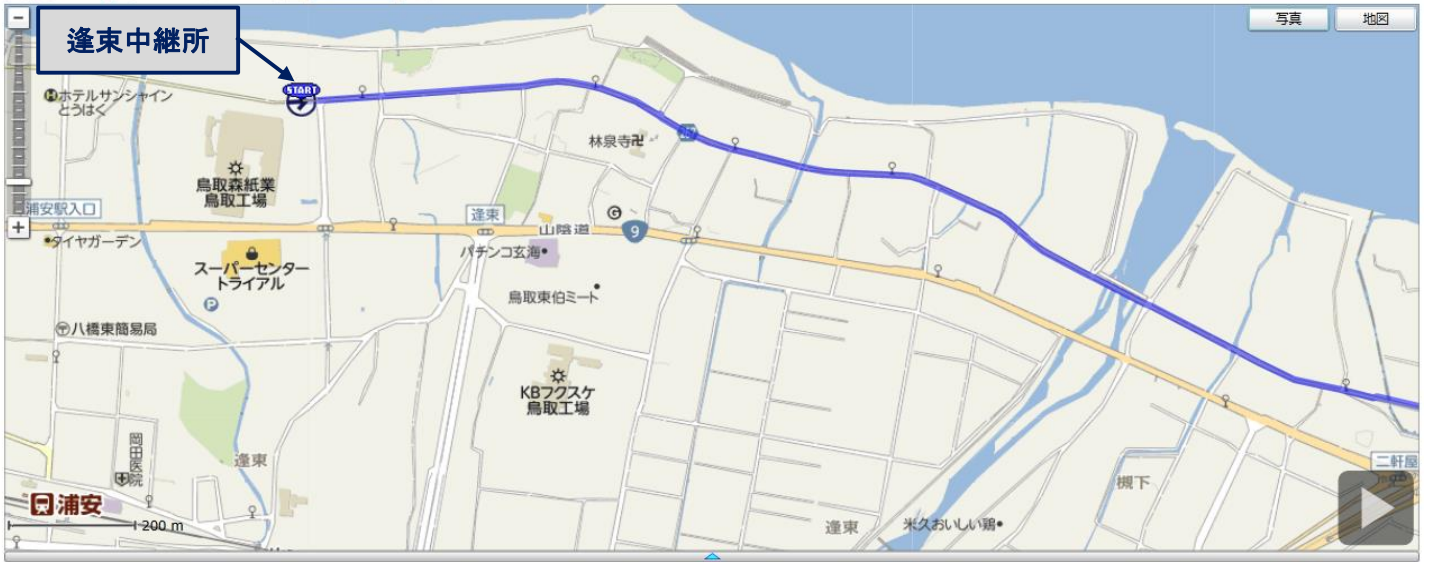 逢束中継所
写真
地図
START
ホテルサンシャイン
とうはく
林泉寺
鳥取森紙業
鳥取工場
浦安駅入口
逢束
山陰道
9
ダイヤガーデン
パチンコ玄海
スーパーセンター
トライアル
P
鳥取東伯ミート
八橋東簡易局
KBフクスケ
鳥取工場
岡田医院
逢束
二軒屋
槻下
浦安
200 m
逢束
米久おいしい鶏